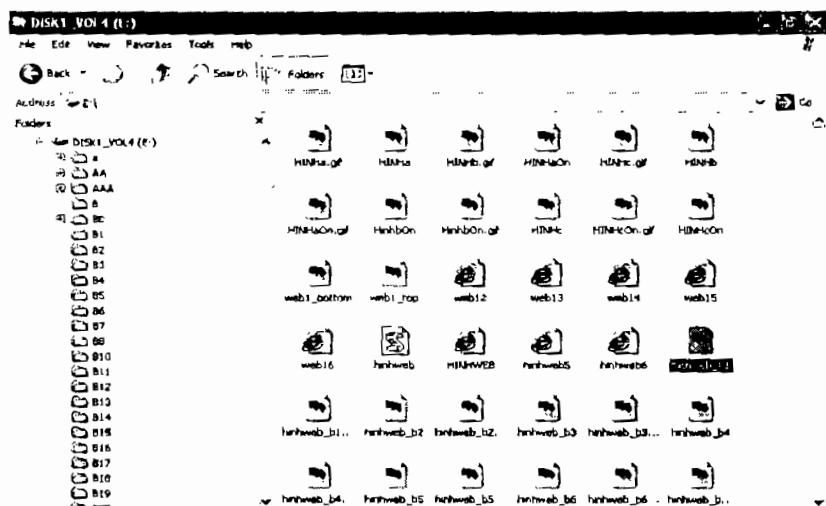 DISK1_VOL4 (E:)
File Edit View Favorites Tools Help
Back Search Folders
Address E:\ Go
Folders
DISK1_VOL4 (E:)
a
AA
AAA
B
B1
B2
B3
B4
B5
B6
B7
B8
B10
B11
B12
B13
B14
B15
B16
B17
B18
B19
HINHa.gif HINHa HINHb.gif HINHaOn HINHc.gif HINHb
HINHaOn.gif HinhbOn HinhbOn.gif HINHc HINHcOn.gif HINHcOn
web1_bottom web1_top web12 web13 web14 web15
web16 hinhweb HINHWEB hinhweb5 hinhweb6
hinhweb_b1... hinhweb_b2 hinhweb_b2. hinhweb_b3 hinhweb_b3... hinhweb_b4
hinhweb_b4. hinhweb_b5 hinhweb_b5 hinhweb_b6 hinhweb_b6 . hinhweb_b..